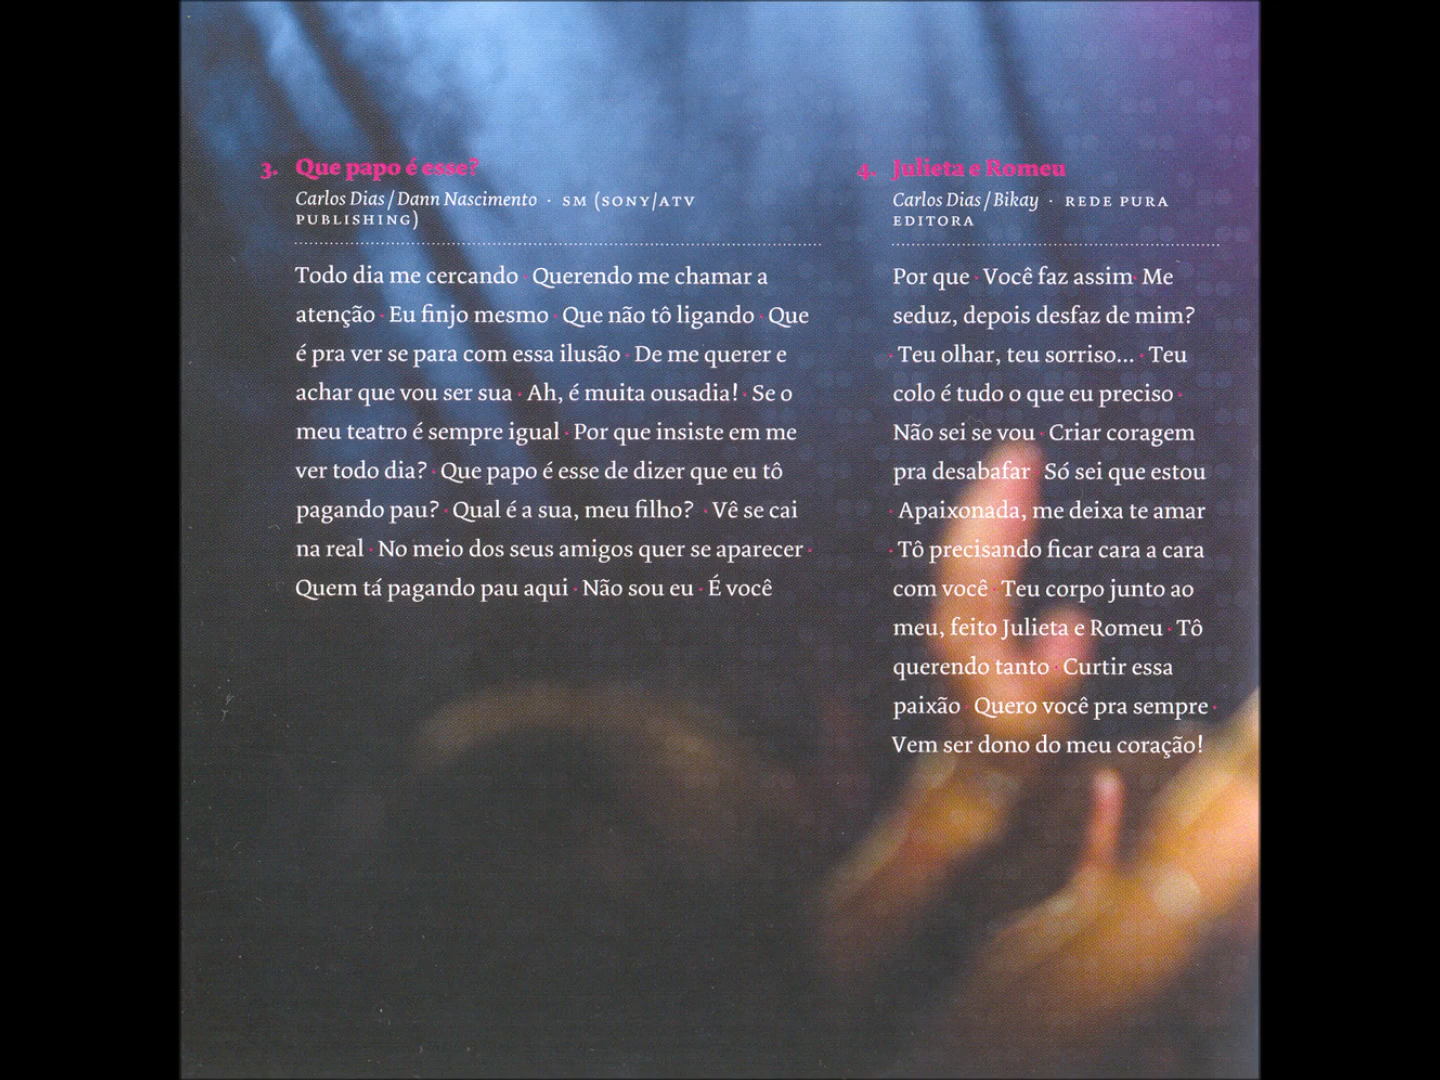 3. Que papo é esse?
Carlos Dias / Dann Nascimento · SM (SONY/ATV
PUBLISHING)
Todo dia me cercando · Querendo me chamar a
atenção · Eu finjo mesmo · Que não tô ligando · Que
é pra ver se para com essa ilusão · De me querer e
achar que vou ser sua · Ah, é muita ousadia! · Se o
meu teatro é sempre igual · Por que insiste em me
ver todo dia? · Que papo é esse de dizer que eu tô
pagando pau? · Qual é a sua, meu filho? · Vê se cai
na real · No meio dos seus amigos quer se aparecer ·
Quem tá pagando pau aqui · Não sou eu · É você
4. Julieta e Romeu
Carlos Dias / Bikay · REDE PURA
EDITORA
Por que · Você faz assim · Me
seduz, depois desfaz de mim?
· Teu olhar, teu sorriso... · Teu
colo é tudo o que eu preciso ·
Não sei se vou · Criar coragem
pra desabafar · Só sei que estou
· Apaixonada, me deixa te amar
· Tô precisando ficar cara a cara
com você · Teu corpo junto ao
meu, feito Julieta e Romeu · Tô
querendo tanto · Curtir essa
paixão · Quero você pra sempre ·
Vem ser dono do meu coração!